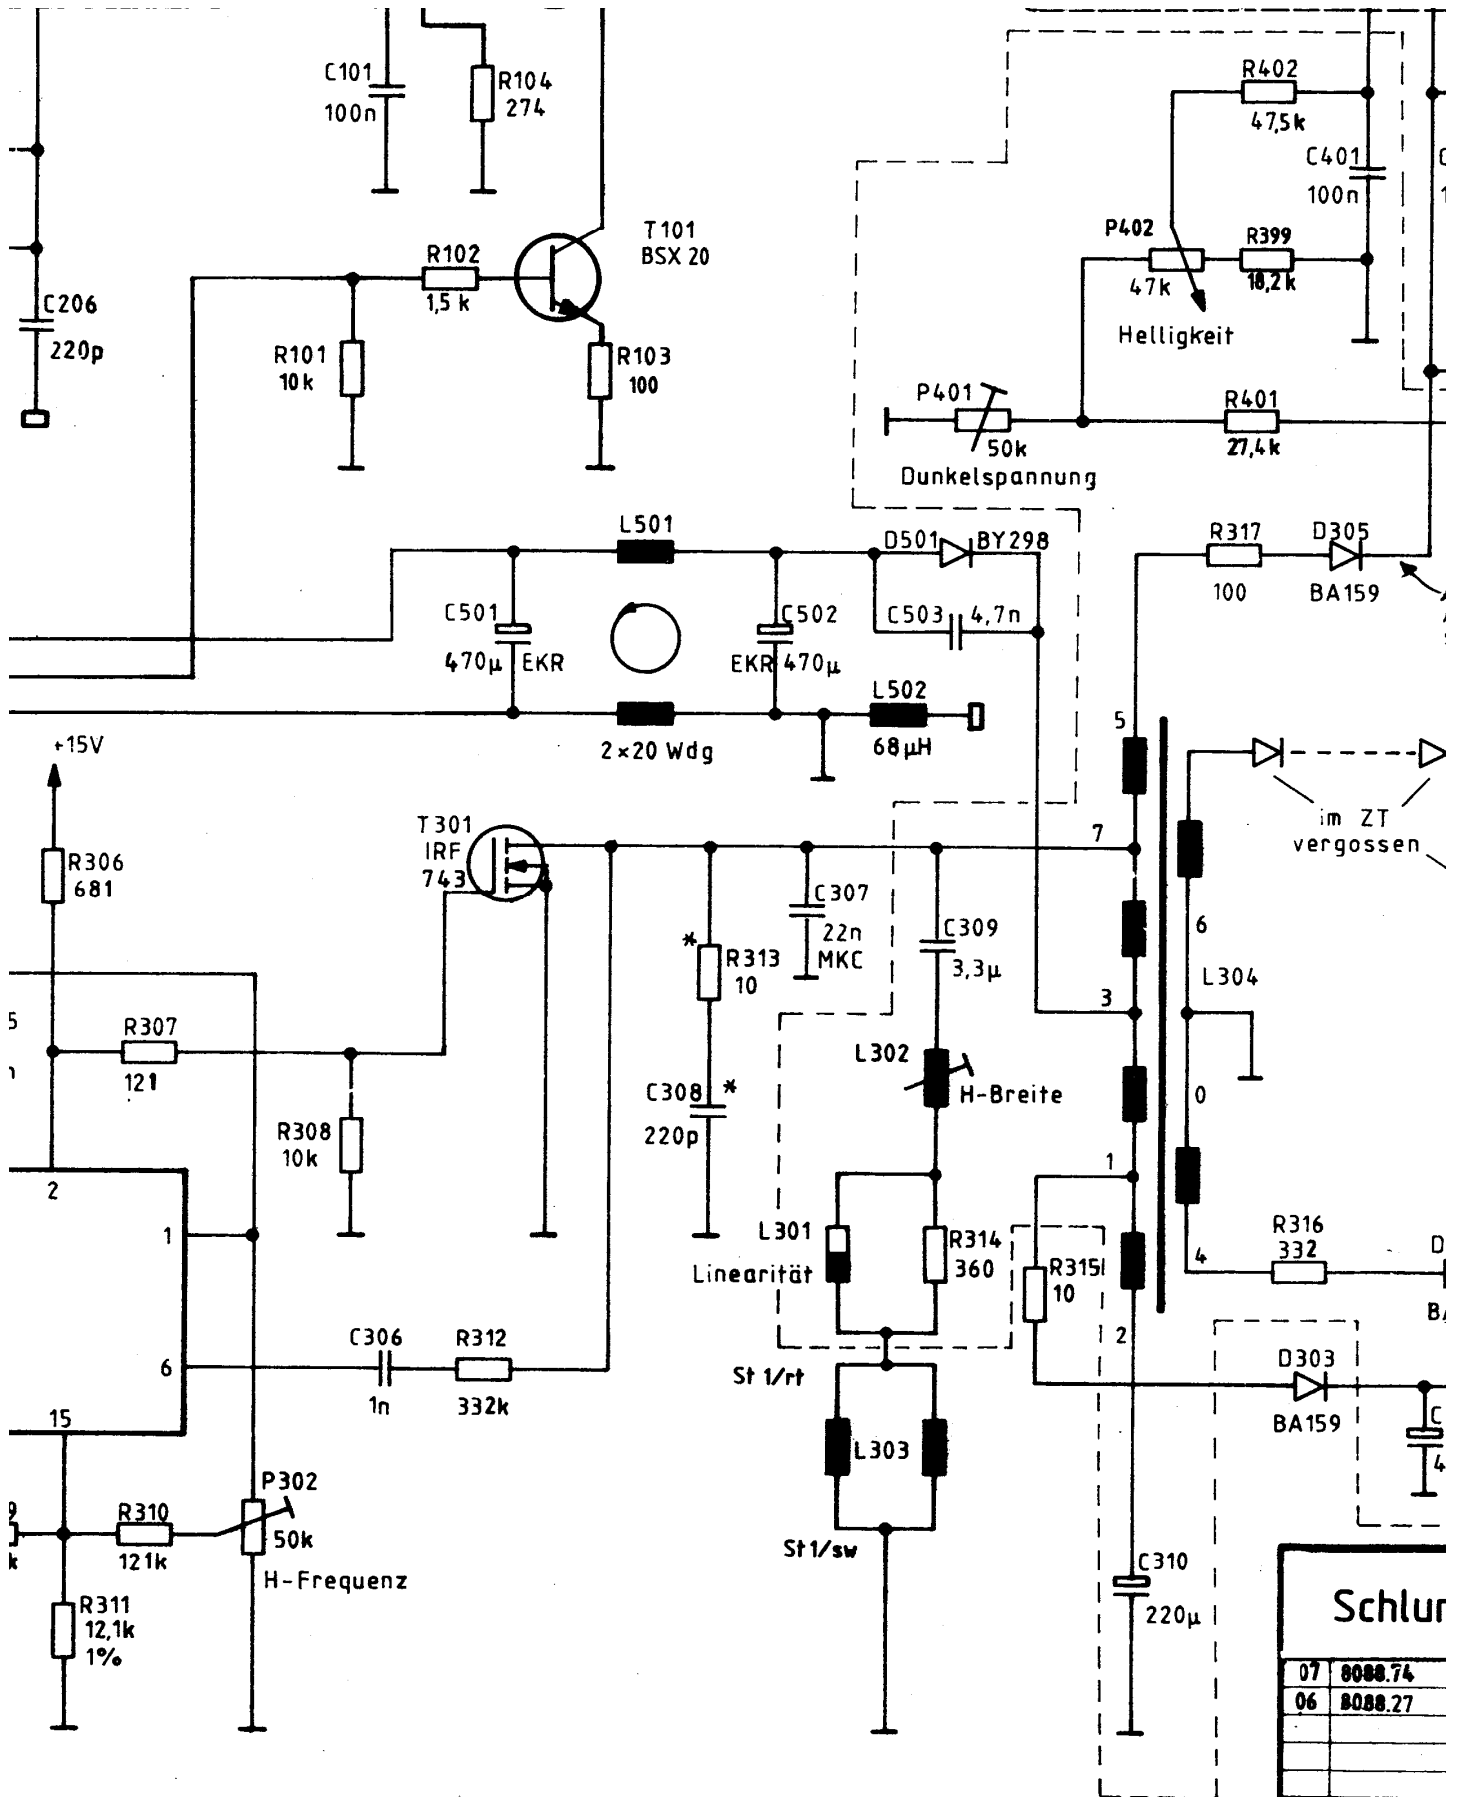 C101
100n
R104
274
R402
47,5k
C401
100n
T101
BSX 20
P402
47k
R399
18,2k
Helligkeit
R102
1,5k
C206
220p
R101
10k
R103
100
P401
50k
Dunkelspannung
R401
27,4k
L501
D501
BY298
R317
100
D305
BA159
C501
470µ
EKR
C502
EKR
470µ
C503
4,7n
L502
68µH
2×20 Wdg
+15V
5
im ZT
vergossen
T301
IRF
743
7
R306
681
C307
22n
MKC
C309
3,3µ
6
* R313
10
L304
3
5
R307
121
L302
H-Breite
0
C308 *
220p
R308
10k
1
2
1
L301
Linearität
R314
360
R315
10
4
R316
332
D
2
C306
1n
R312
332k
6
St 1/rt
D303
BA159
15
L303
C
4
P302
50k
H-Frequenz
9
k
R310
121k
St1/sw
R311
12,1k
1%
C310
220µ
Schlur
07 8088.74
06 8088.27